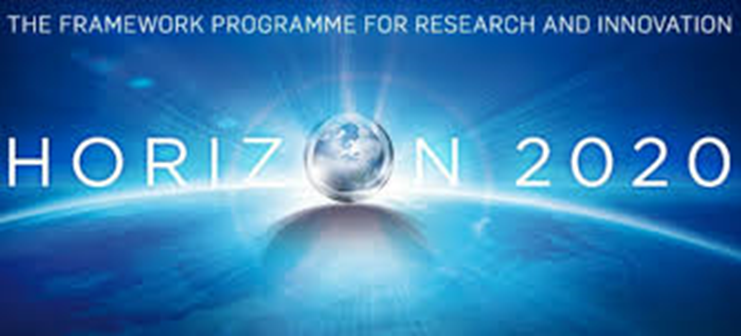 THE FRAMEWORK PROGRAMME FOR RESEARCH AND INNOVATION
HORIZON 2020